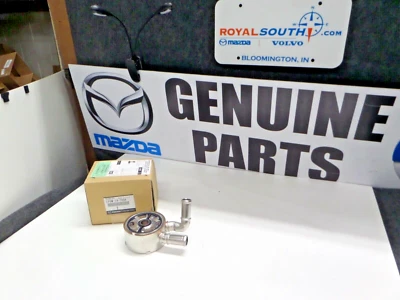 ROYALSOUTH.com
mazda VOLVO
BLOOMINGTON, IN
GENUINE
PARTS
mazda